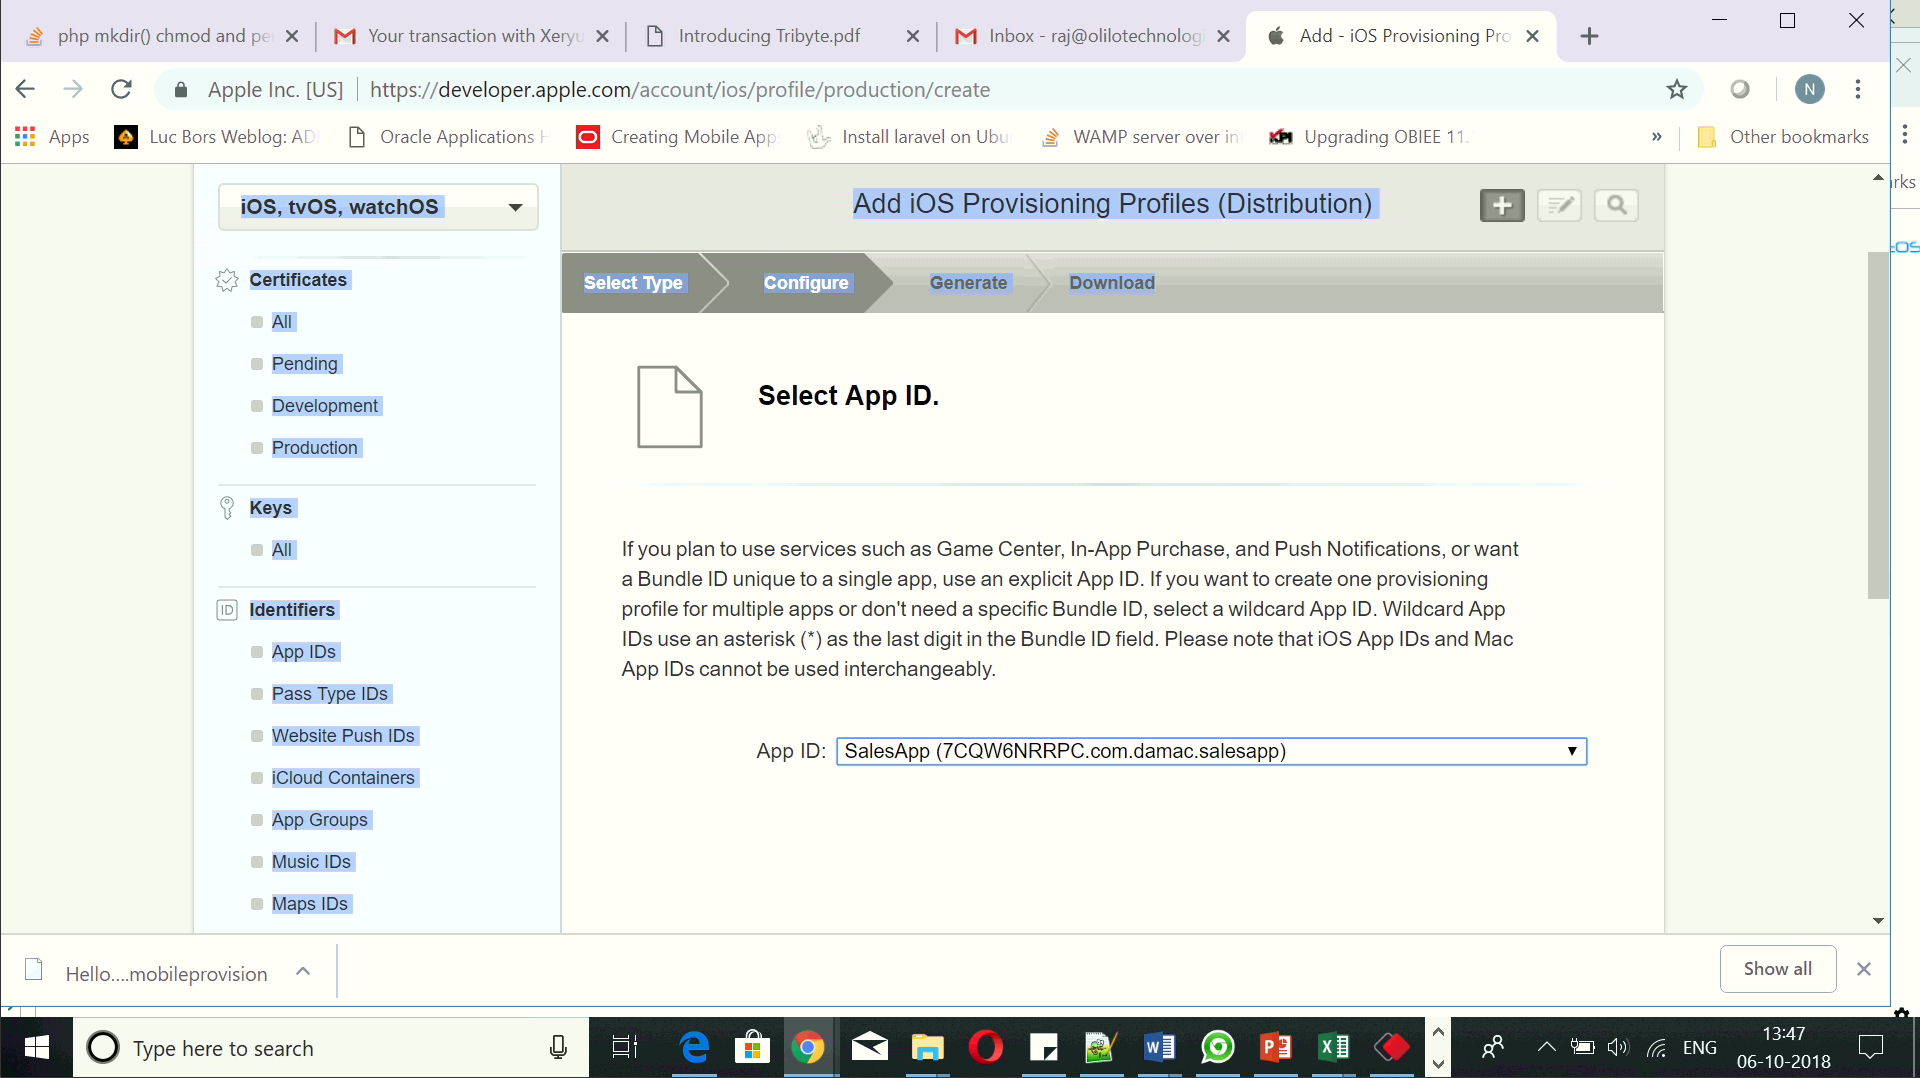 php mkdir() chmod and pe
Your transaction with Xeryu
Introducing Tribyte.pdf
Inbox - raj@olilotechnolog
Add - iOS Provisioning Pro
Apple Inc. [US]
https://developer.apple.com/account/ios/profile/production/create
N
Apps
Luc Bors Weblog: AD
Oracle Applications H
Creating Mobile App
Install laravel on Ubu
KPI
WAMP server over in
Upgrading OBIEE 11.
»
Other bookmarks
rks
iOS, tvOS, watchOS
Add iOS Provisioning Profiles (Distribution)
Select Type
Configure
Generate
Download
Certificates
All
Pending
Development
Production
Keys
All
ID
Identifiers
App IDs
Pass Type IDs
Website Push IDs
iCloud Containers
App Groups
Music IDs
Maps IDs
Select App ID.
If you plan to use services such as Game Center, In-App Purchase, and Push Notifications, or want
a Bundle ID unique to a single app, use an explicit App ID. If you want to create one provisioning
profile for multiple apps or don't need a specific Bundle ID, select a wildcard App ID. Wildcard App
IDs use an asterisk (*) as the last digit in the Bundle ID field. Please note that iOS App IDs and Mac
App IDs cannot be used interchangeably.
App ID: SalesApp (7CQW6NRRPC.com.damac.salesapp)
Hello....mobileprovision
Show all
Type here to search
ENG
13:47
06-10-2018